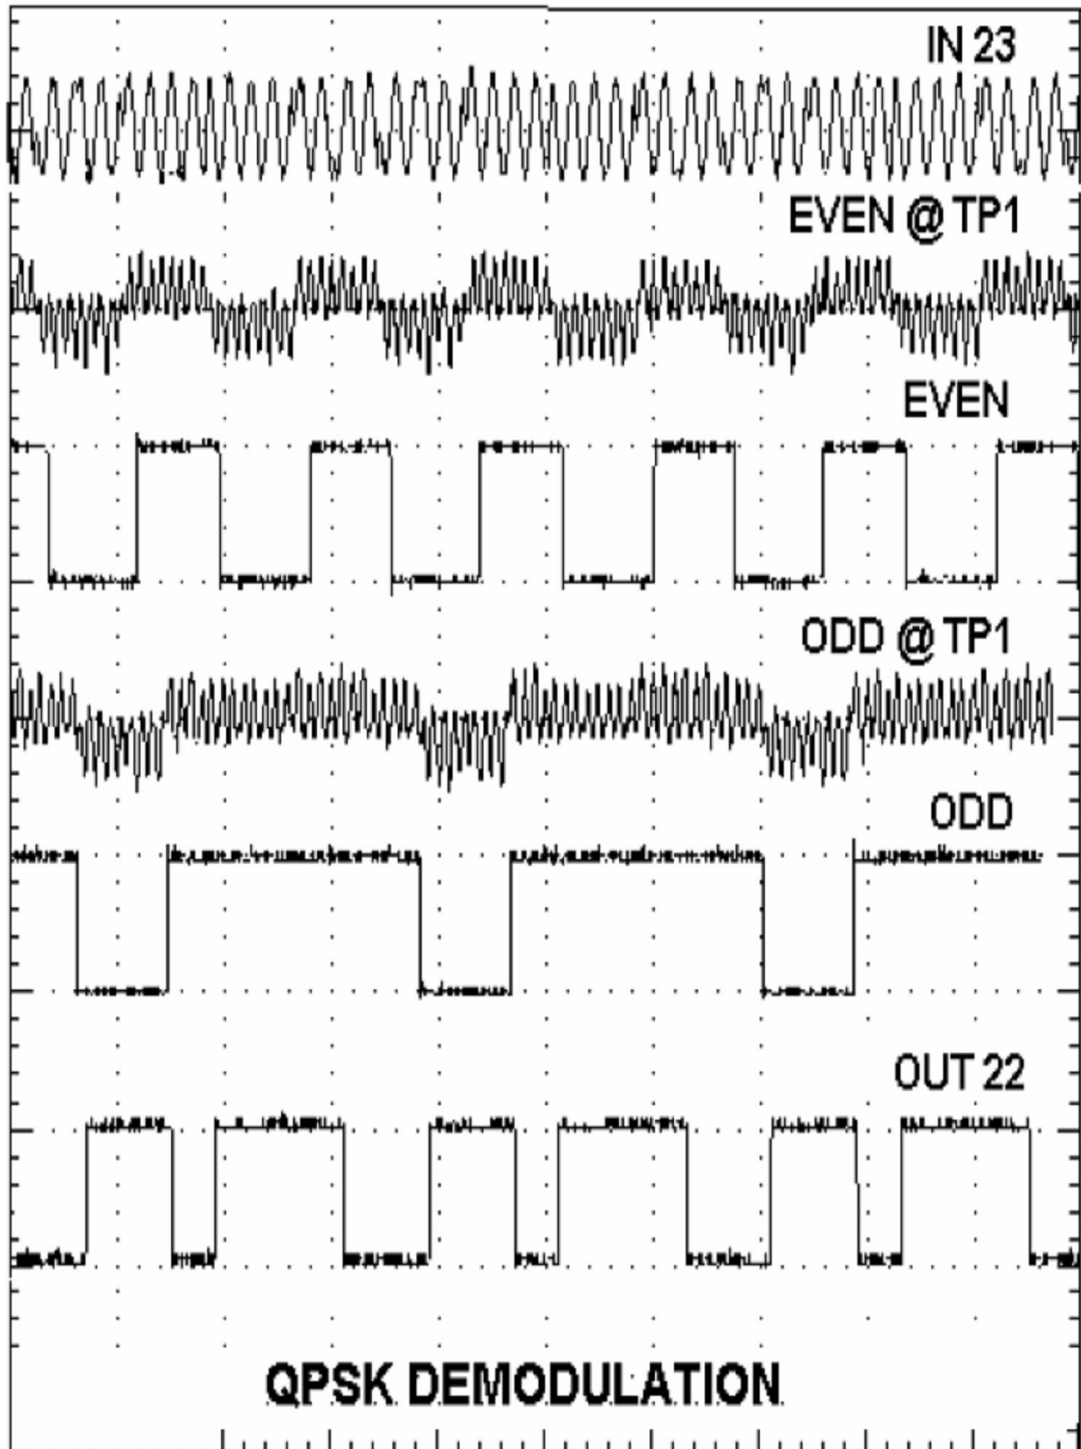 IN 23
EVEN @ TP1
EVEN
ODD @ TP1
ODD
OUT 22
QPSK DEMODULATION